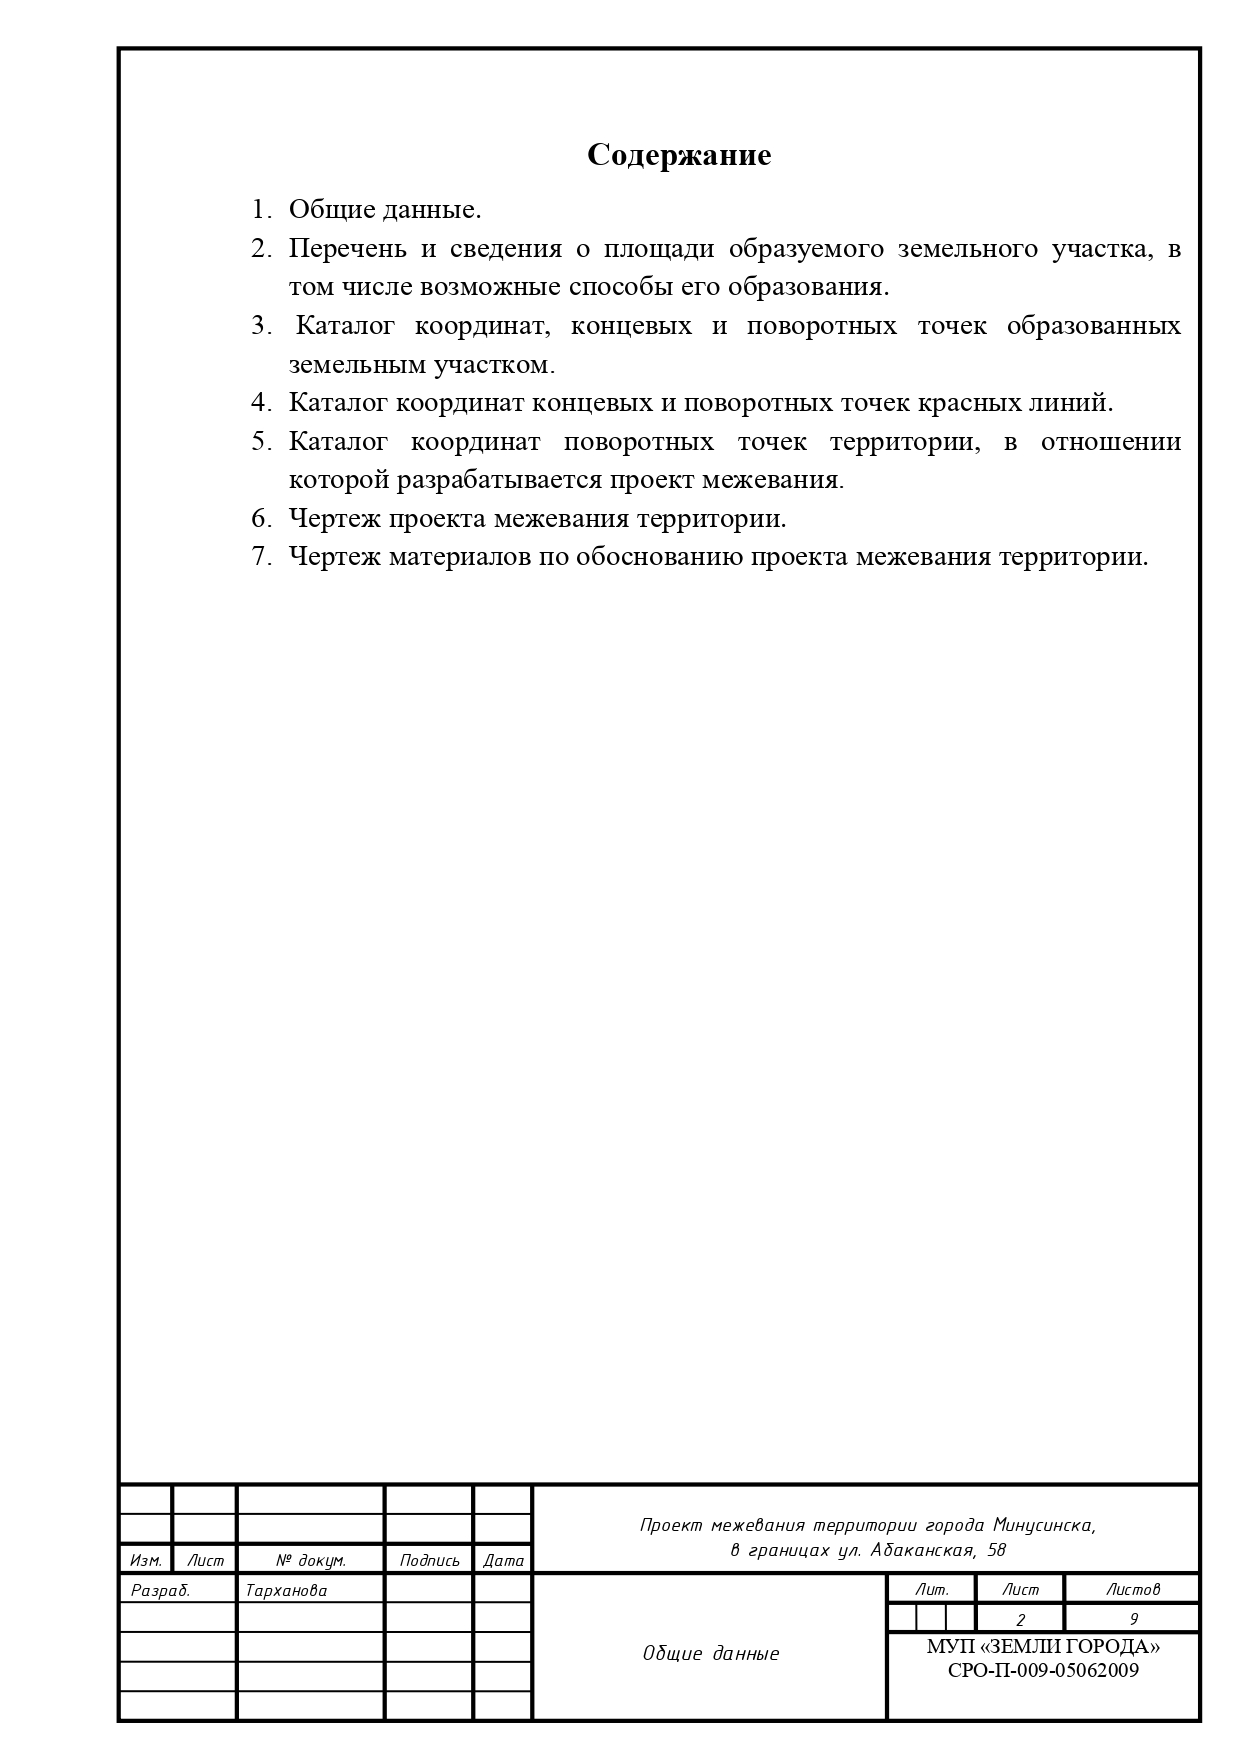 Содержание
1. Общие данные.
2. Перечень и сведения о площади образуемого земельного участка, в
том числе возможные способы его образования.
3. Каталог координат, концевых и поворотных точек образованных
земельным участком.
4. Каталог координат концевых и поворотных точек красных линий.
5. Каталог координат поворотных точек территории, в отношении
которой разрабатывается проект межевания.
6. Чертеж проекта межевания территории.
7. Чертеж материалов по обоснованию проекта межевания территории.
Проект межевания территории города Минусинска,
в границах ул. Абаканская, 58
Изм. Лист № докум. Подпись Дата
Разраб. Тарханова
Общие данные
Лит. Лист Листов
2 9
МУП «ЗЕМЛИ ГОРОДА»
СРО-П-009-05062009